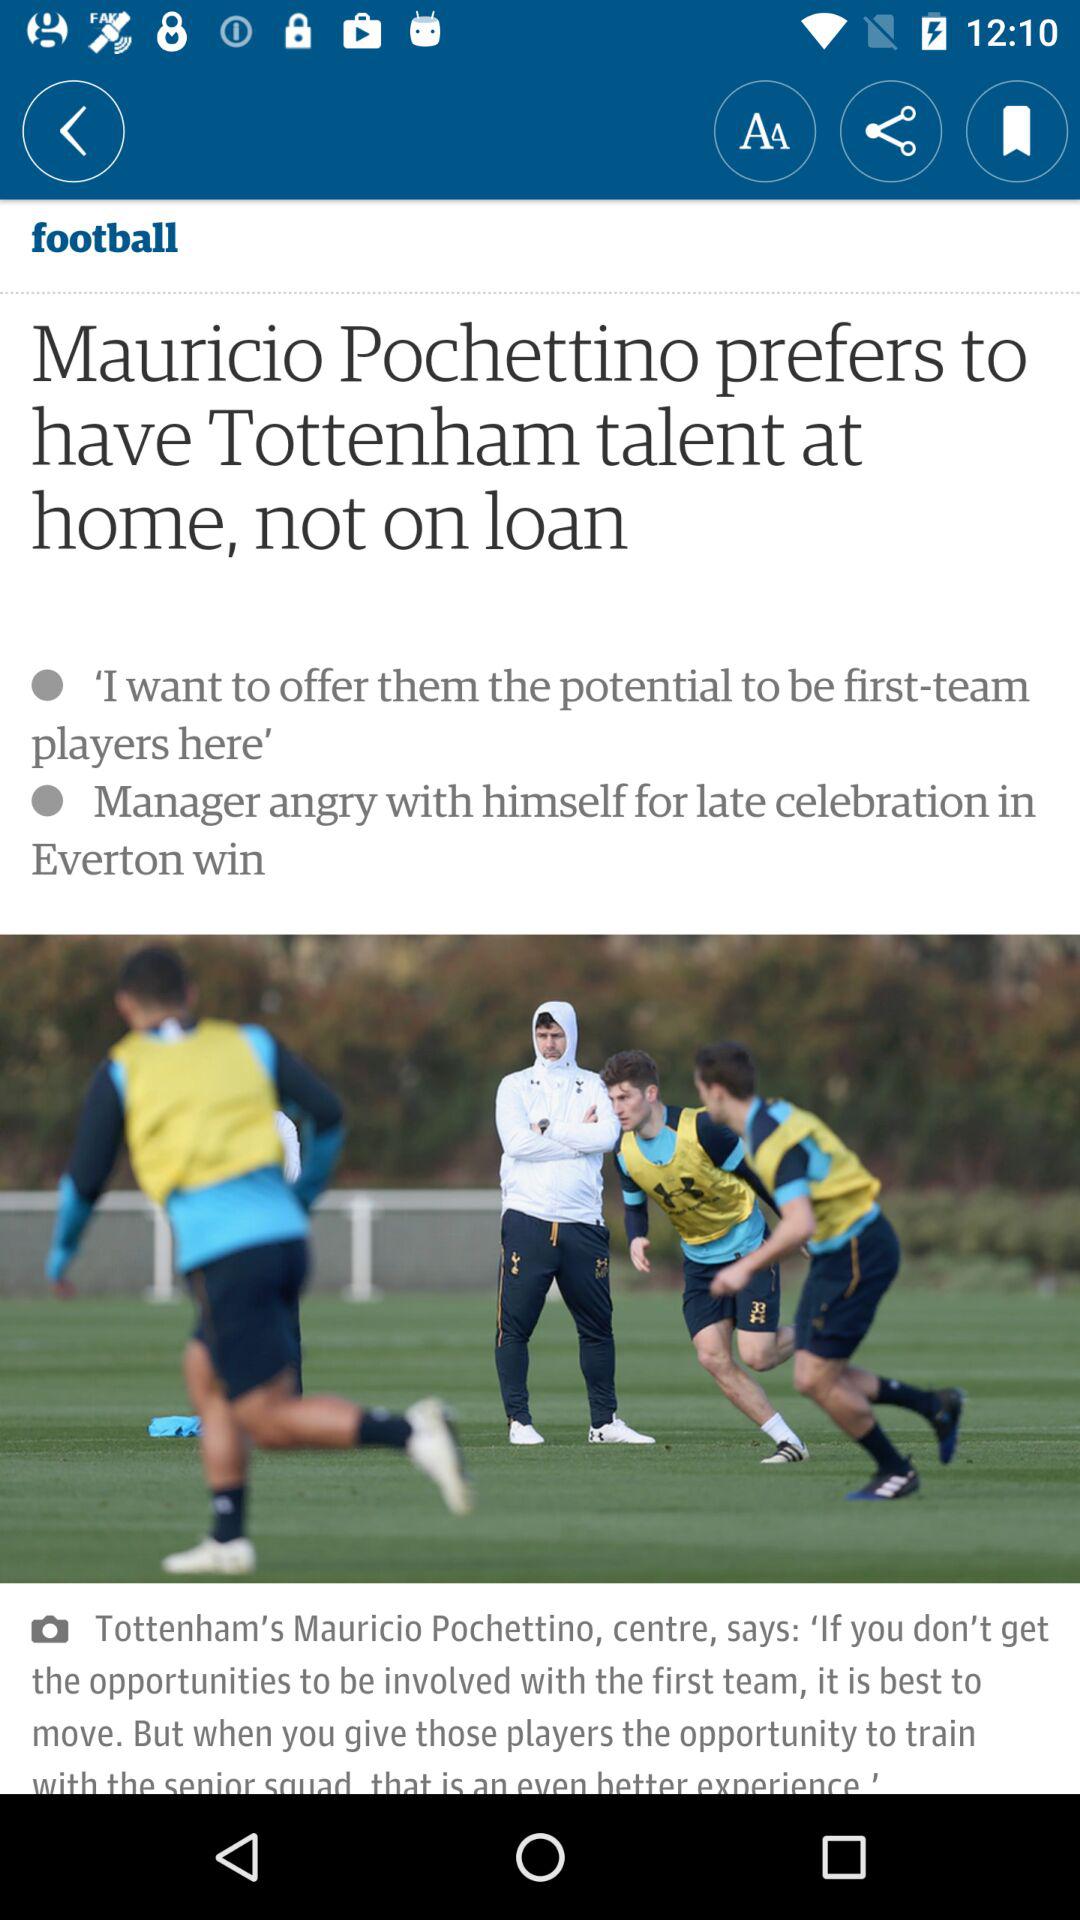 FAKE
12:10
AA
football
Mauricio Pochettino prefers to
have Tottenham talent at
home, not on loan
● ‘I want to offer them the potential to be first-team
players here’
● Manager angry with himself for late celebration in
Everton win
33
Tottenham’s Mauricio Pochettino, centre, says: ‘If you don’t get
the opportunities to be involved with the first team, it is best to
move. But when you give those players the opportunity to train
with the senior squad, that is an even better experience.’